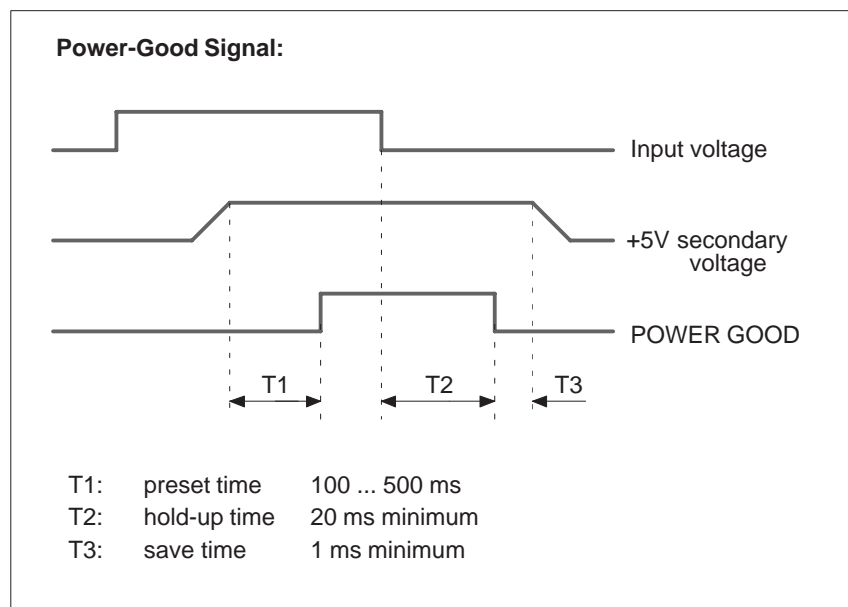 Power-Good Signal:
Input voltage
+5V secondary
voltage
POWER GOOD
T1 T2 T3
T1: preset time 100 ... 500 ms
T2: hold-up time 20 ms minimum
T3: save time 1 ms minimum